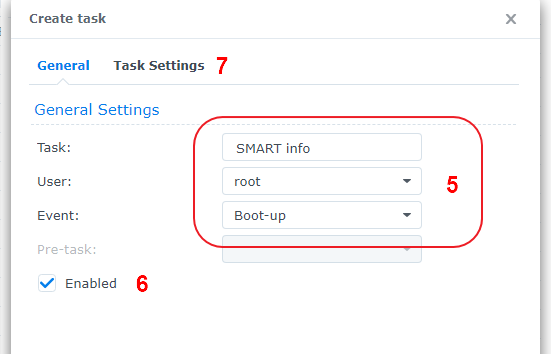 Create task
General Task Settings 7
General Settings
Task: SMART info
User: root 5
Event: Boot-up
Pre-task:
Enabled 6